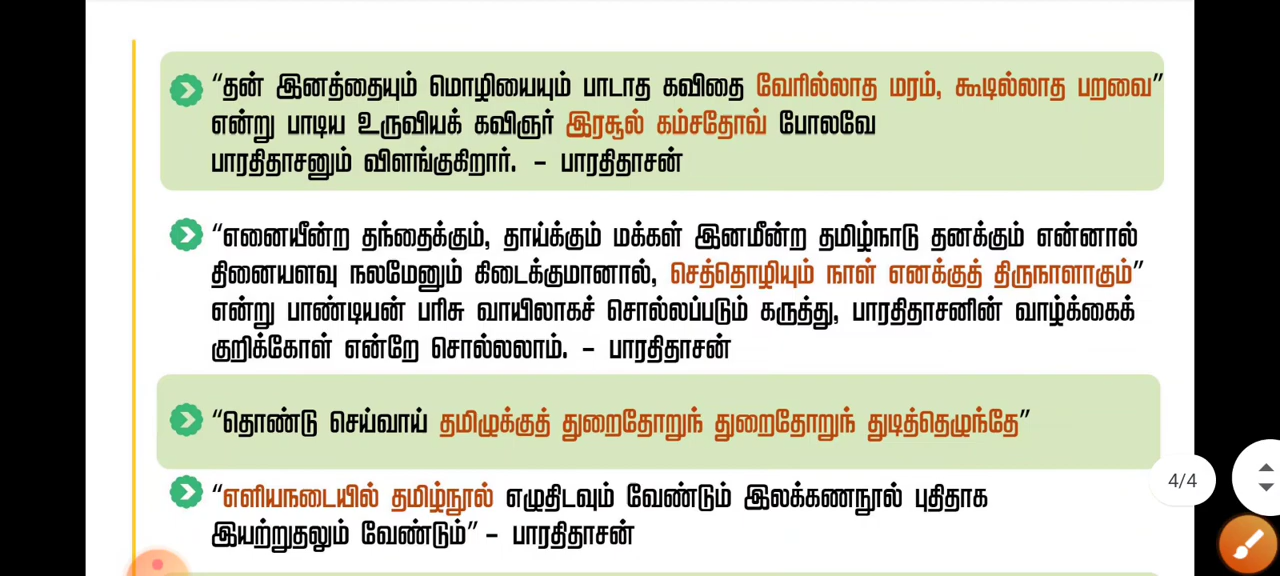 “தன் இனத்தையும் மொழியையும் பாடாத கவிதை வேரில்லாத மரம், கூடில்லாத பறவை”
என்று பாடிய உருவியக் கவிஞர் இரசூல் கம்சதோவ் போலவே
பாரதிதாசனும் விளங்குகிறார். – பாரதிதாசன்
“எனையீன்ற தந்தைக்கும், தாய்க்கும் மக்கள் இனமீன்ற தமிழ்நாடு தனக்கும் என்னால்
தினையளவு நலமேனும் கிடைக்குமானால், செத்தொழியும் நாள் எனக்குத் திருநாளாகும்”
என்று பாண்டியன் பரிசு வாயிலாகச் சொல்லப்படும் கருத்து, பாரதிதாசனின் வாழ்க்கைக்
குறிக்கோள் என்றே சொல்லலாம். – பாரதிதாசன்
“தொண்டு செய்வாய் தமிழுக்குத் துறைதோறுந் துறைதோறுந் துடித்தெழுந்தே”
“எளியநடையில் தமிழ்நூல் எழுதிடவும் வேண்டும் இலக்கணநூல் புதிதாக
4/4
இயற்றுதலும் வேண்டும்” – பாரதிதாசன்